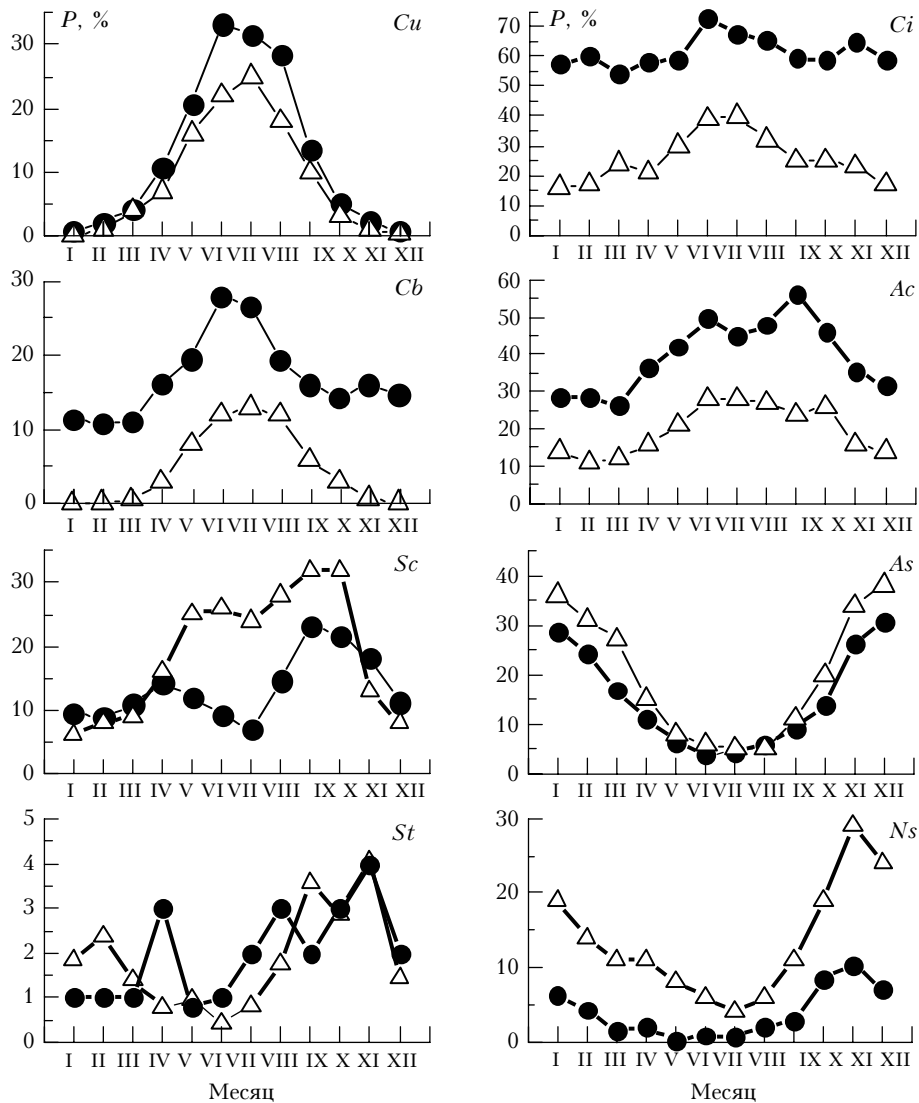 P, % Cu
30
20
10
0
I II III IV V VI VII VIII IX X XI XII
P, % Ci
70
60
50
40
30
20
10
0
I II III IV V VI VII VIII IX X XI XII
30 Cb
20
10
0
I II III IV V VI VII VIII IX X XI XII
60 Ac
50
40
30
20
10
0
I II III IV V VI VII VIII IX X XI XII
Sc
30
20
10
0
I II III IV V VI VII VIII IX X XI XII
As
40
30
20
10
0
I II III IV V VI VII VIII IX X XI XII
5 St
4
3
2
1
0
I II III IV V VI VII VIII IX X XI XII
Месяц
30 Ns
20
10
0
I II III IV V VI VII VIII IX X XI XII
Месяц